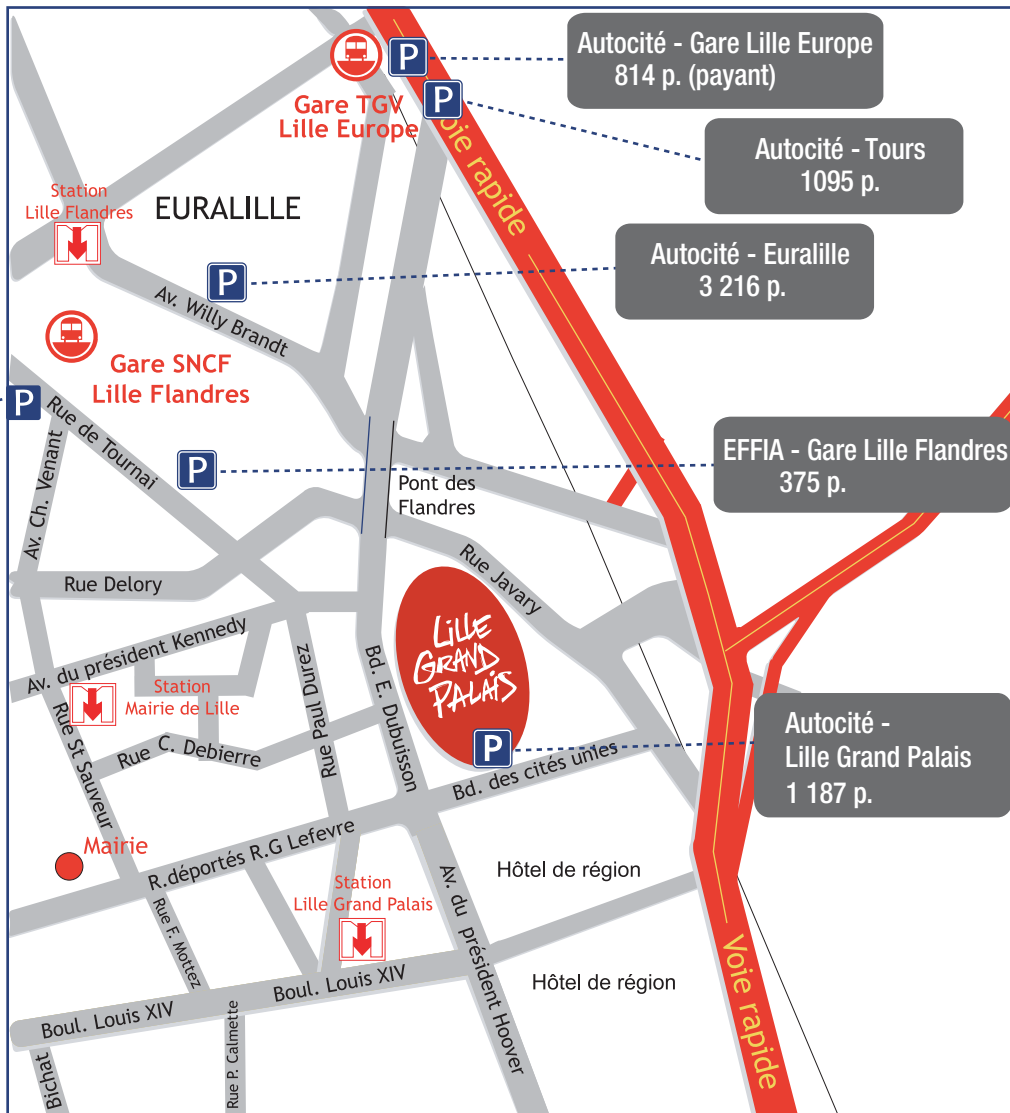 P
Autocité - Gare Lille Europe
814 p. (payant)
Gare TGV
Lille Europe
P
Voie rapide
Autocité - Tours
1095 p.
Station
Lille Flandres
EURALILLE
Autocité - Euralille
3 216 p.
P
Av. Willy Brandt
Gare SNCF
Lille Flandres
P
Rue de Tournai
P
EFFIA - Gare Lille Flandres
375 p.
Av. Ch. Venant
Pont des
Flandres
Rue Javary
Rue Delory
LILLE
GRAND
PALAIS
Av. du président Kennedy
Station
Mairie de Lille
Rue Paul Durez
Bd. E. Dubuisson
Rue St Sauveur
Rue C. Debierre
P
Autocité -
Lille Grand Palais
1 187 p.
Bd. des cités unies
Mairie
R.déportés R.G Lefevre
Hôtel de région
Station
Lille Grand Palais
Av. du président Hoover
Rue F. Mottez
Hôtel de région
Boul. Louis XIV
Boul. Louis XIV
Voie rapide
Bichat
Rue P. Calmette